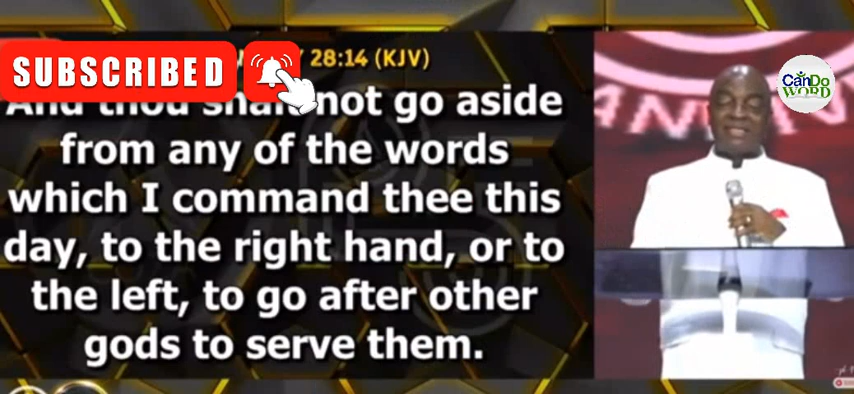 SUBSCRIBED
28:14 (KJV)
And thou shalt not go aside
from any of the words
which I command thee this
day, to the right hand, or to
the left, to go after other
gods to serve them.
CanDo
WORD